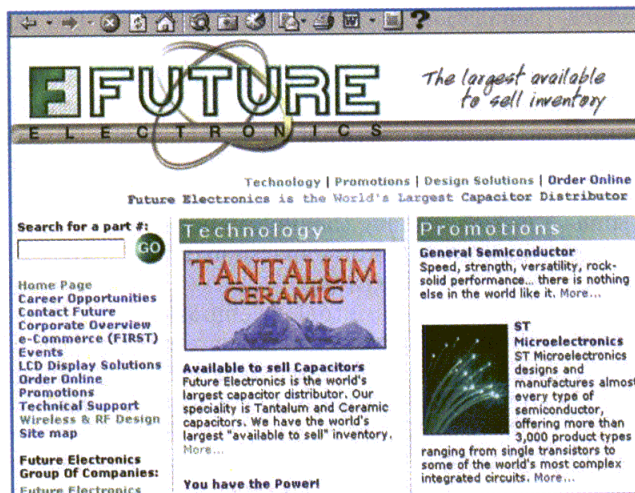 FUTURE
ELECTRONICS
The largest available
to sell inventory
Technology | Promotions | Design Solutions | Order Online
Future Electronics is the World's Largest Capacitor Distributor
Search for a part #:
GO
Home Page
Career Opportunities
Contact Future
Corporate Overview
e-Commerce (FIRST)
Events
LCD Display Solutions
Order Online
Promotions
Technical Support
Wireless & RF Design
Site map
Future Electronics
Group Of Companies:
Future Electronics
Technology
TANTALUM
CERAMIC
Available to sell Capacitors
Future Electronics is the world's
largest capacitor distributor. Our
speciality is Tantalum and Ceramic
capacitors. We have the world's
largest "available to sell" inventory.
More...
You have the Power!
Promotions
General Semiconductor
Speed, strength, versatility, rock-
solid performance... there is nothing
else in the world like it. More...
ST
Microelectronics
ST Microelectronics
designs and
manufactures almost
every type of
semiconductor,
offering more than
3,000 product types
ranging from single transistors to
some of the world's most complex
integrated circuits. More...